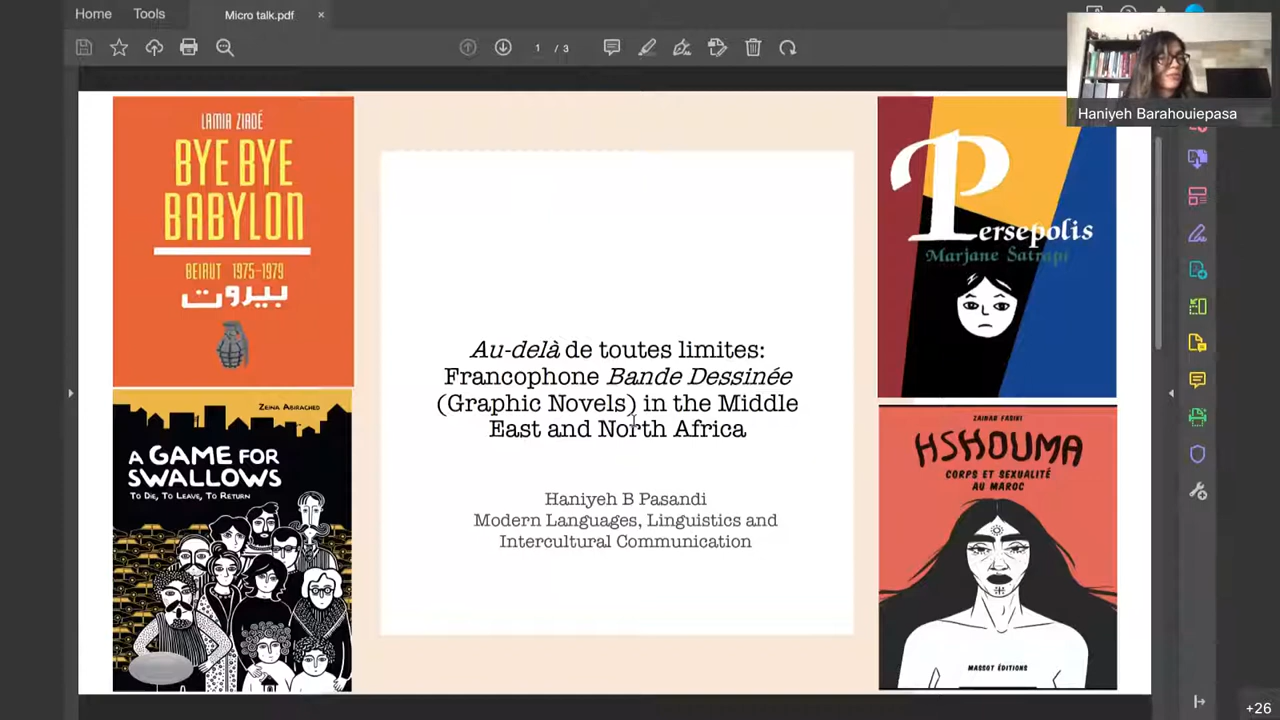 Home
Tools
Micro talk.pdf
×
1 / 3
Haniyeh Barahouiepasa
LAMIA ZIADÉ
BYE BYE
BABYLON
BEIRUT 1975-1979
بيروت
Persepolis
Marjane Satrapi
Au-delà de toutes limites:
Francophone Bande Dessinée
(Graphic Novels) in the Middle
East and North Africa
Haniyeh B Pasandi
Modern Languages, Linguistics and
Intercultural Communication
ZEINA ABIRACHED
A GAME FOR
SWALLOWS
TO DIE, TO LEAVE, TO RETURN
ZAINAB FASIKI
HSHOUMA
CORPS ET SEXUALITÉ
AU MAROC
MASSOT ÉDITIONS
+26